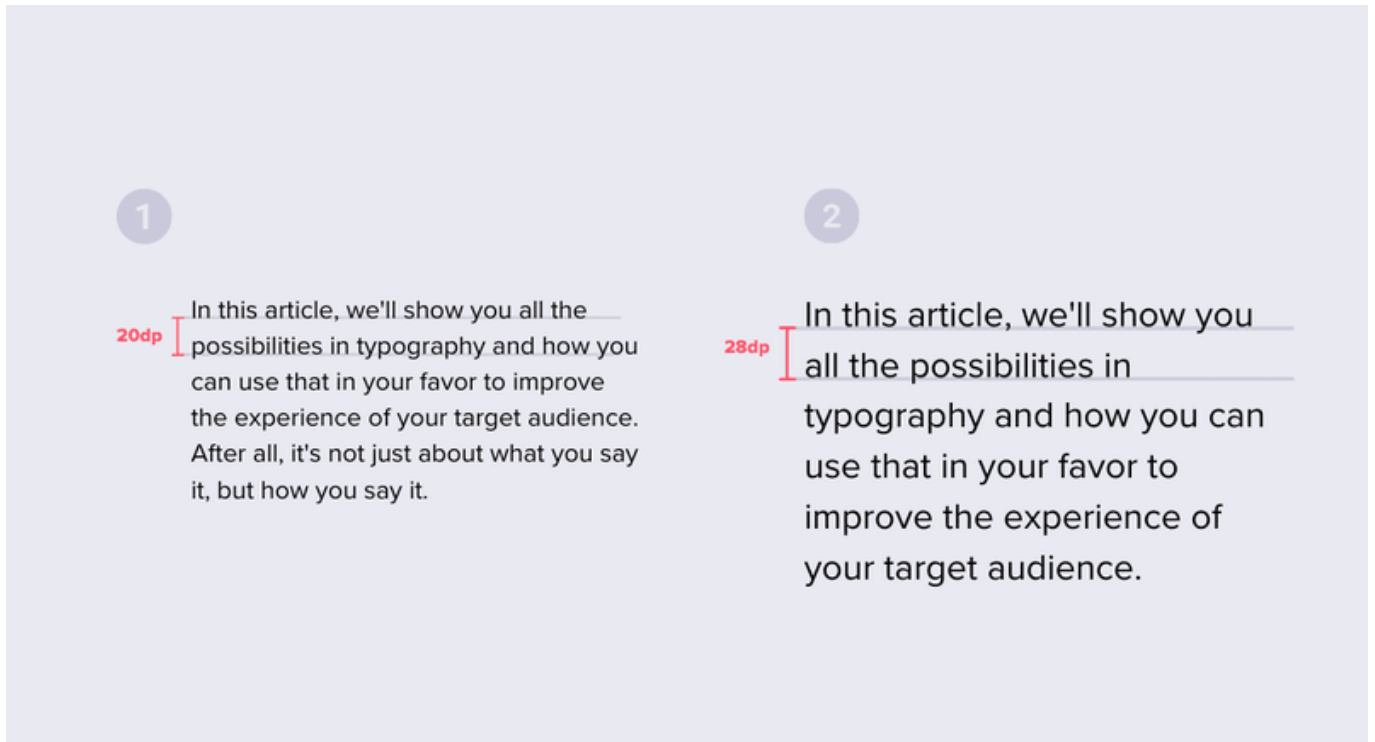 1
In this article, we'll show you all the
20dp
possibilities in typography and how you
can use that in your favor to improve
the experience of your target audience.
After all, it's not just about what you say
it, but how you say it.
2
In this article, we'll show you
28dp
all the possibilities in
typography and how you can
use that in your favor to
improve the experience of
your target audience.